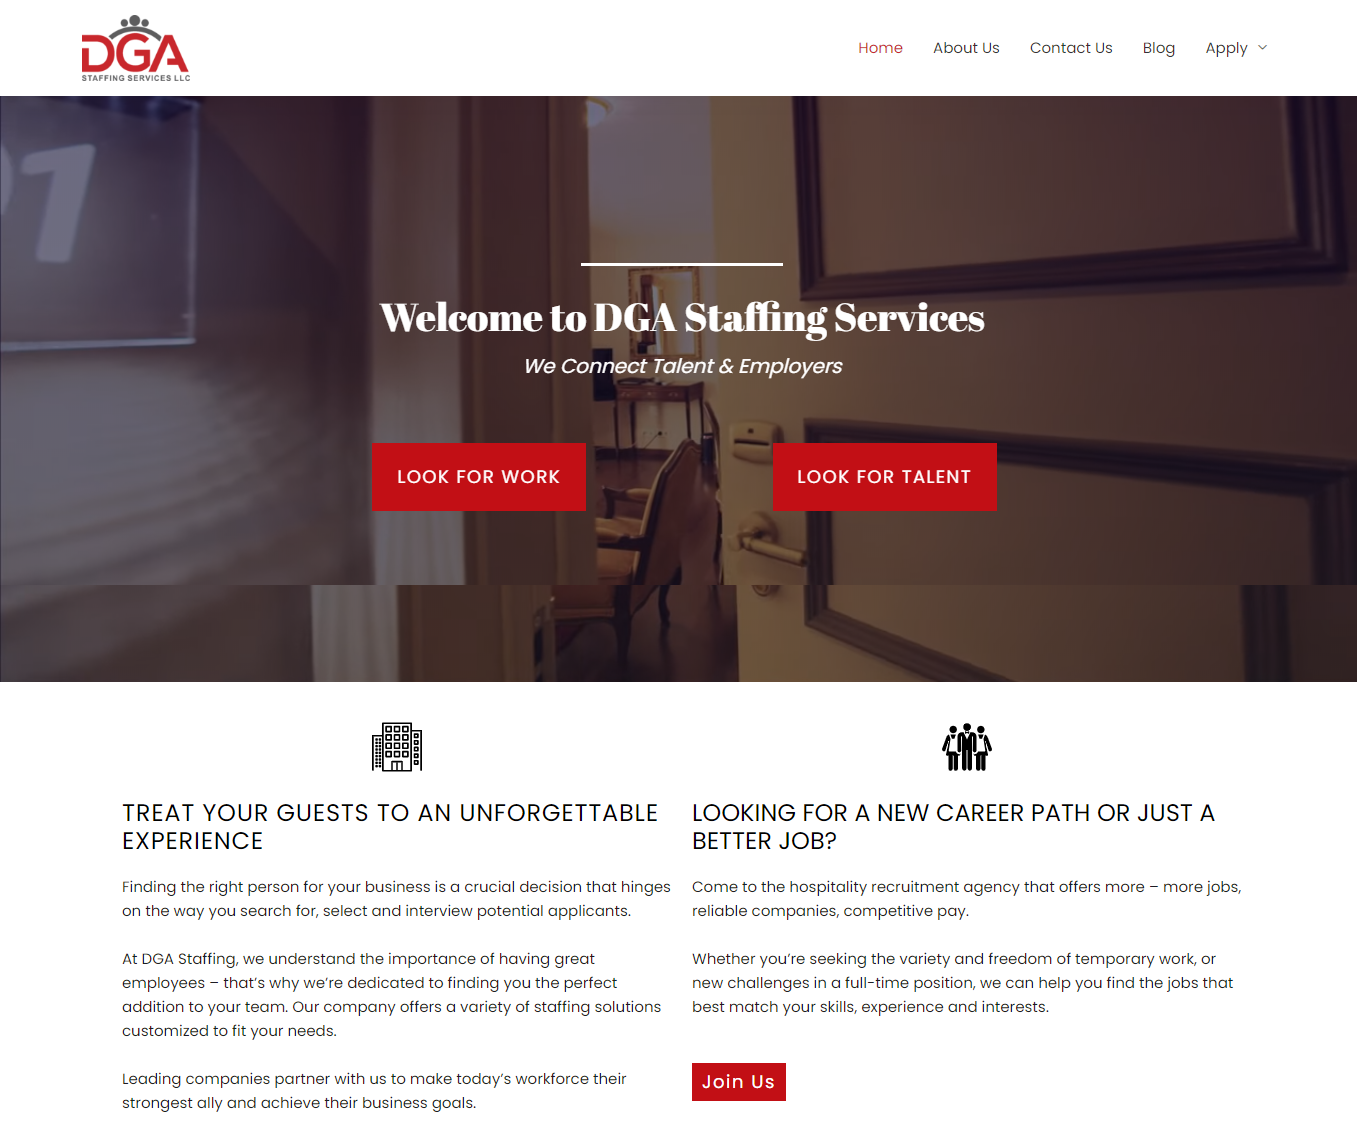 DGA
STAFFING SERVICES LLC
Home
About Us
Contact Us
Blog
Apply
1
Welcome to DGA Staffing Services
We Connect Talent & Employers
LOOK FOR WORK
LOOK FOR TALENT
TREAT YOUR GUESTS TO AN UNFORGETTABLE
EXPERIENCE
Finding the right person for your business is a crucial decision that hinges
on the way you search for, select and interview potential applicants.
At DGA Staffing, we understand the importance of having great
employees – that’s why we’re dedicated to finding you the perfect
addition to your team. Our company offers a variety of staffing solutions
customized to fit your needs.
Leading companies partner with us to make today’s workforce their
strongest ally and achieve their business goals.
LOOKING FOR A NEW CAREER PATH OR JUST A
BETTER JOB?
Come to the hospitality recruitment agency that offers more – more jobs,
reliable companies, competitive pay.
Whether you’re seeking the variety and freedom of temporary work, or
new challenges in a full-time position, we can help you find the jobs that
best match your skills, experience and interests.
Join Us